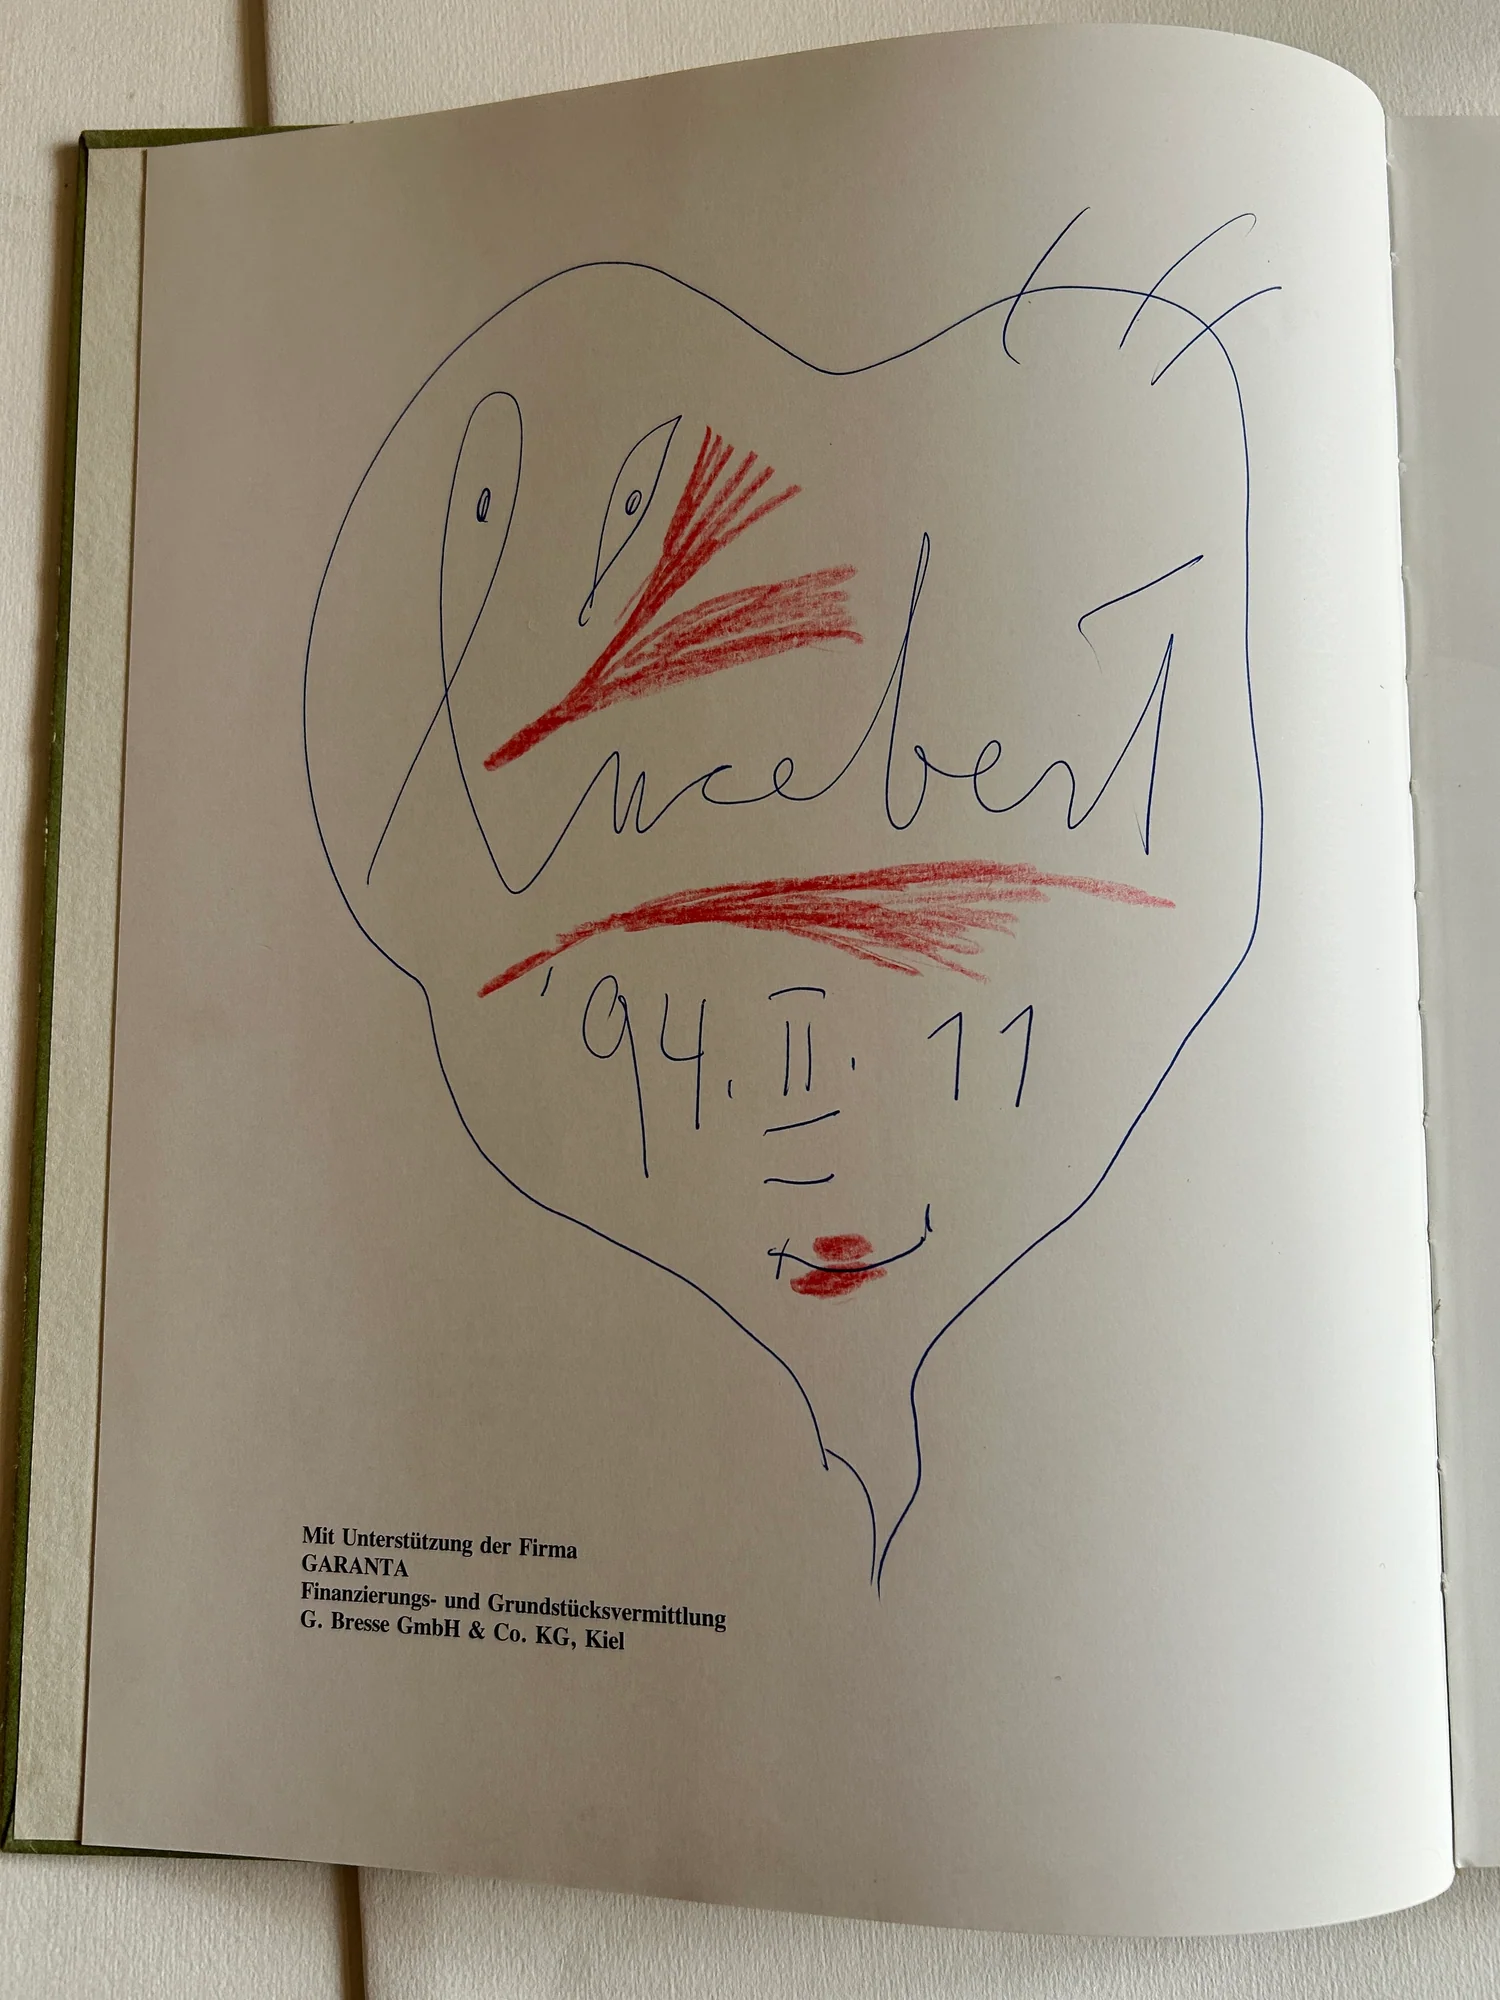 lucebert
'94. II. 11
Mit Unterstützung der Firma
GARANTA
Finanzierungs- und Grundstücksvermittlung
G. Bresse GmbH & Co. KG, Kiel